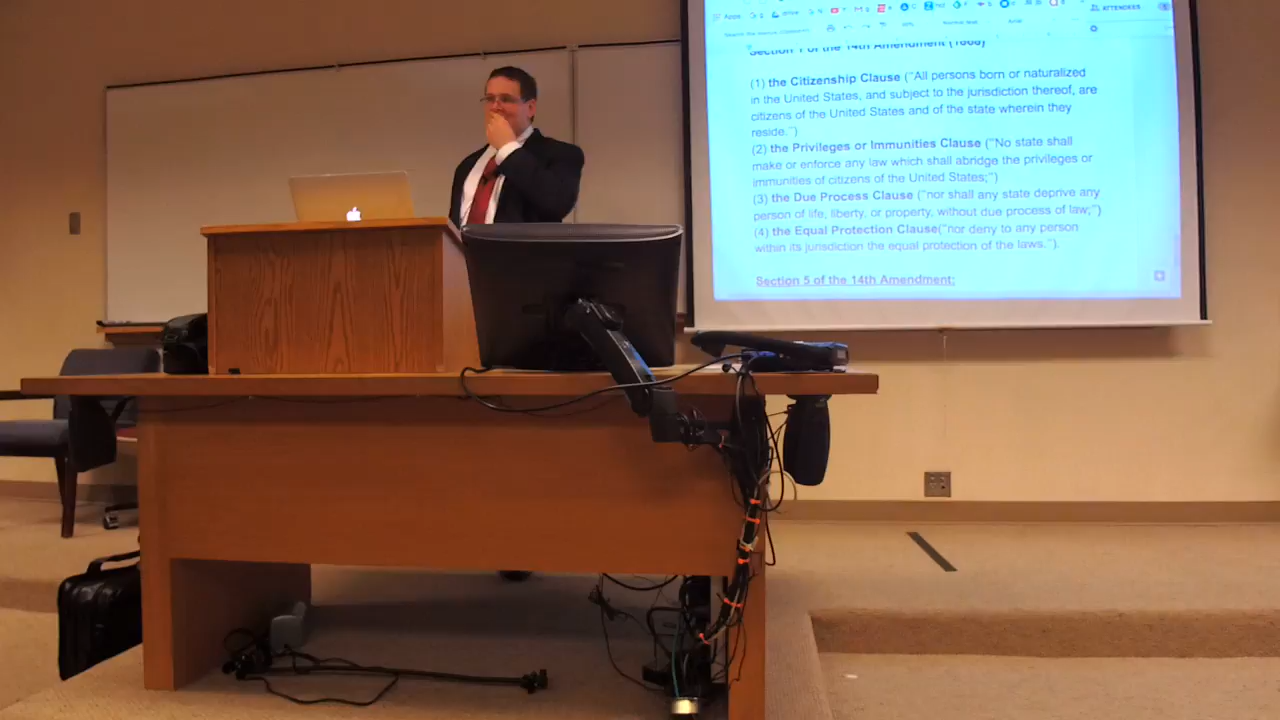 Apps
drive
ATTENDEES
Section 1 of the 14th Amendment (1868)
(1) the Citizenship Clause ("All persons born or naturalized
in the United States, and subject to the jurisdiction thereof, are
citizens of the United States and of the state wherein they
reside.")
(2) the Privileges or Immunities Clause ("No state shall
make or enforce any law which shall abridge the privileges or
immunities of citizens of the United States;")
(3) the Due Process Clause ("nor shall any state deprive any
person of life, liberty, or property, without due process of law;")
(4) the Equal Protection Clause("nor deny to any person
within its jurisdiction the equal protection of the laws.").
Section 5 of the 14th Amendment: